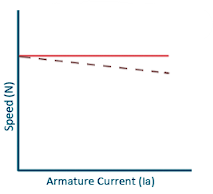 Speed (N)
Armature Current (Ia)